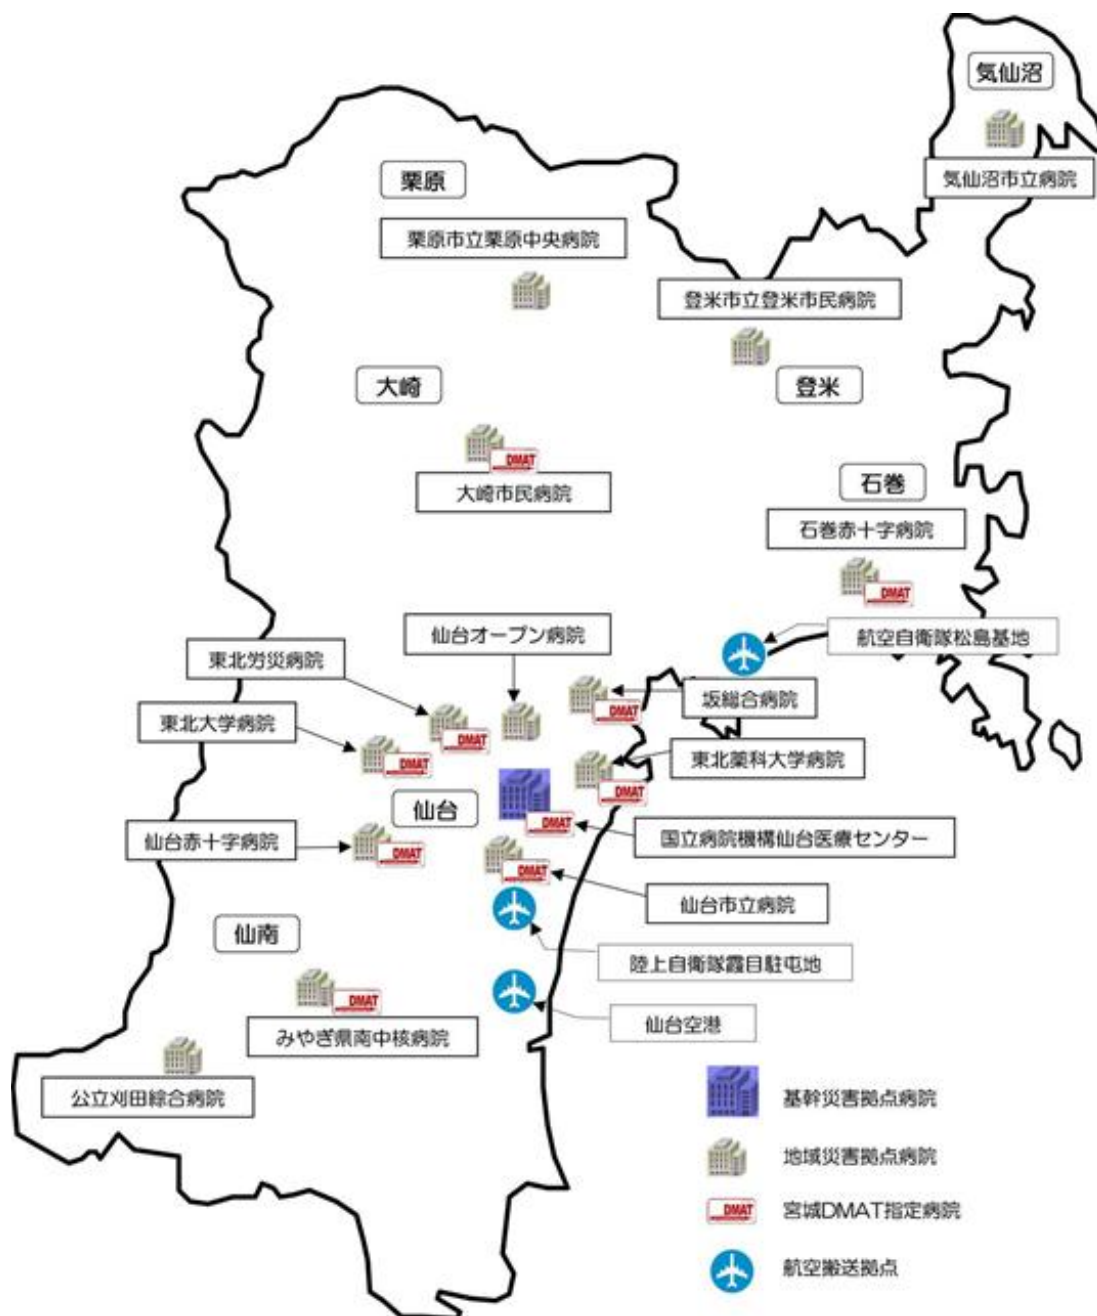 気仙沼
気仙沼市立病院
栗原
栗原市立栗原中央病院
登米市立登米市民病院
大崎
登米
DMAT
大崎市民病院
石巻
石巻赤十字病院
DMAT
仙台オープン病院
航空自衛隊松島基地
東北労災病院
坂総合病院
DMAT
東北大学病院
DMAT
DMAT
東北薬科大学病院
DMAT
仙台
DMAT
国立病院機構仙台医療センター
仙台赤十字病院
DMAT
DMAT
仙台市立病院
仙南
陸上自衛隊霞目駐屯地
DMAT
みやぎ県南中核病院
仙台空港
公立刈田綜合病院
基幹災害拠点病院
地域災害拠点病院
DMAT
宮城DMAT指定病院
航空搬送拠点